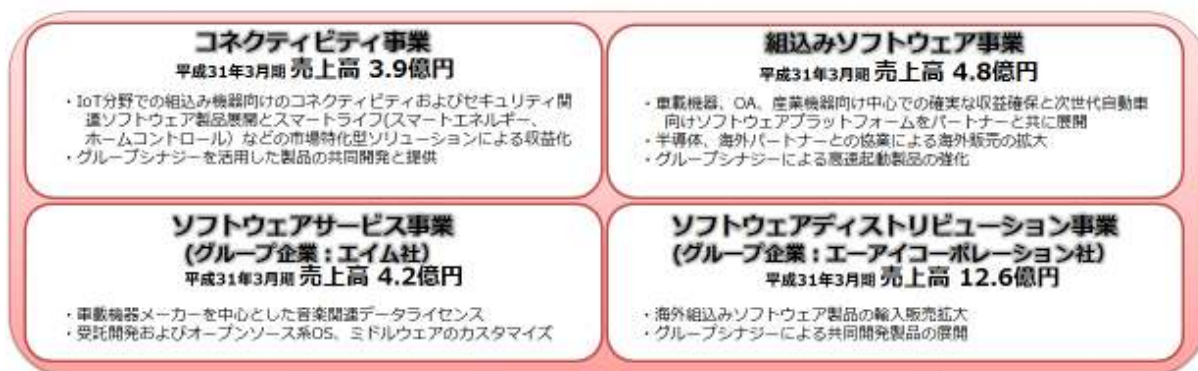 コネクティビティ事業
平成31年3月期 売上高 3.9億円
・IoT分野での組込み機器向けのコネクティビティおよびセキュリティ関
連ソフトウェア製品展開とスマートライフ(スマートエネルギー、
ホームコントロール）などの市場特化型ソリューションによる収益化
・グループシナジーを活用した製品の共同開発と提供
組込みソフトウェア事業
平成31年3月期 売上高 4.8億円
・車載機器、OA、産業機器向け中心での確実な収益確保と次世代自動車
向けソフトウェアプラットフォームをパートナーと共に展開
・半導体、海外パートナーとの協業による海外販売の拡大
・グループシナジーによる高速起動製品の強化
ソフトウェアサービス事業
(グループ企業：エイム社）
平成31年3月期 売上高 4.2億円
・車載機器メーカーを中心とした音楽関連データライセンス
・受託開発およびオープンソース系OS、ミドルウェアのカスタマイズ
ソフトウェアディストリビューション事業
(グループ企業：エーアイコーポレーション社）
平成31年3月期 売上高 12.6億円
・海外組込みソフトウェア製品の輸入販売拡大
・グループシナジーによる共同開発製品の展開